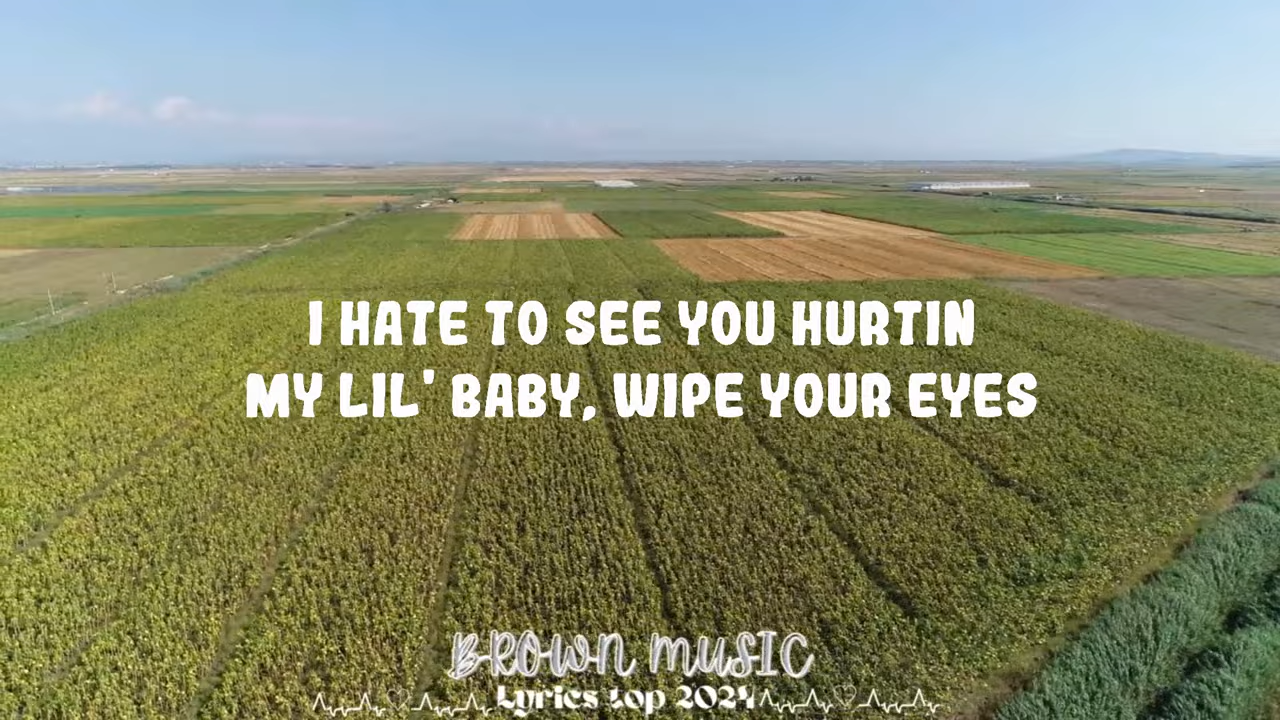 I HATE TO SEE YOU HURTIN
MY LIL' BABY, WIPE YOUR EYES
BROWN MUSIC
Lyrics top 2024